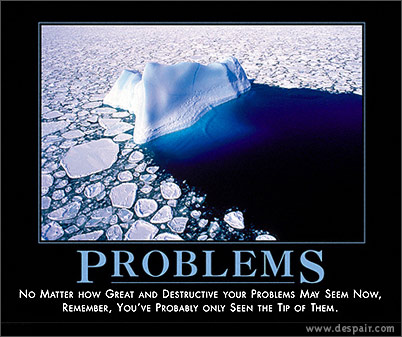 PROBLEMS
NO MATTER HOW GREAT AND DESTRUCTIVE YOUR PROBLEMS MAY SEEM NOW,
REMEMBER, YOU'VE PROBABLY ONLY SEEN THE TIP OF THEM.
www.despair.com